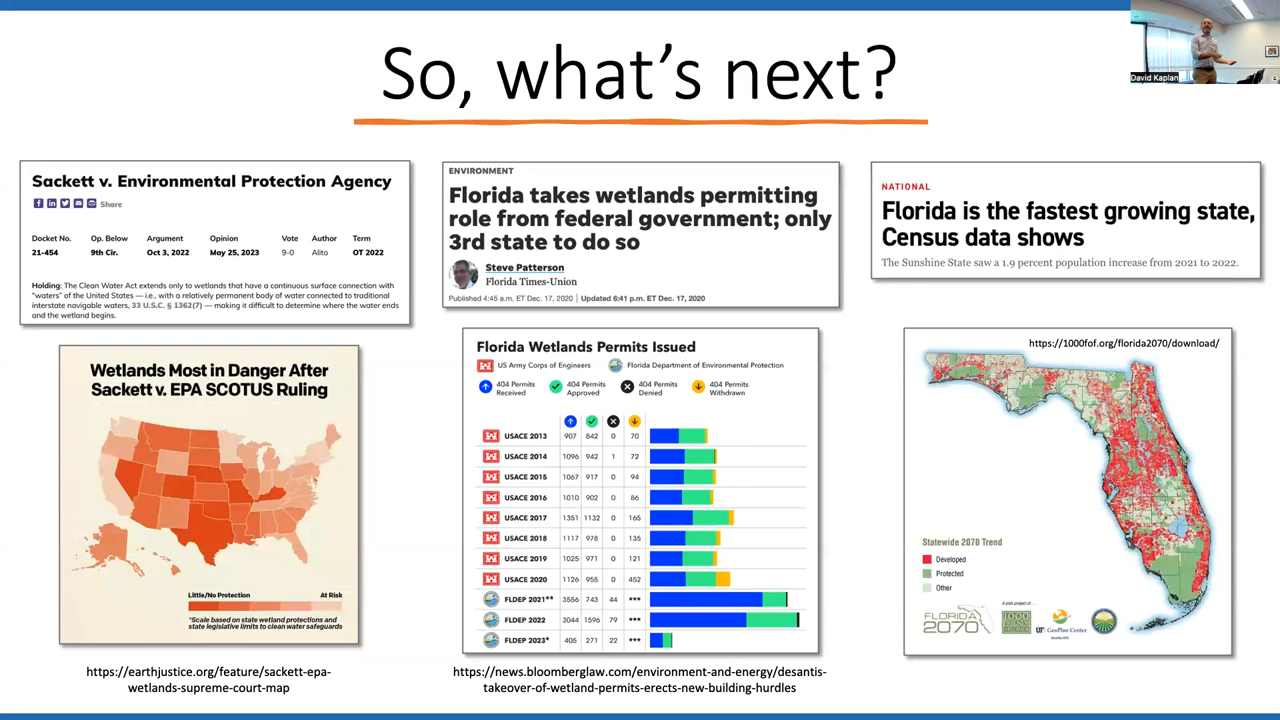 So, what's next?
David Kaplan
Sackett v. Environmental Protection Agency
Share
Docket No. Op. Below Argument Opinion Vote Author Term
21-454 9th Cir. Oct 3, 2022 May 25, 2023 9-0 Alito OT 2022
Holding: The Clean Water Act extends only to wetlands that have a continuous surface connection with
"waters" of the United States — i.e., with a relatively permanent body of water connected to traditional
interstate navigable waters, 33 U.S.C. § 1362(7) — making it difficult to determine where the water ends
and the wetland begins.
Wetlands Most in Danger After
Sackett v. EPA SCOTUS Ruling
Little/No Protection At Risk
*Scale based on state wetland protections and
state legislative limits to clean water safeguards
https://earthjustice.org/feature/sackett-epa-
wetlands-supreme-court-map
ENVIRONMENT
Florida takes wetlands permitting
role from federal government; only
3rd state to do so
Steve Patterson
Florida Times-Union
Published 4:45 a.m. ET Dec. 17, 2020 | Updated 6:41 p.m. ET Dec. 17, 2020
Florida Wetlands Permits Issued
US Army Corps of Engineers Florida Department of Environmental Protection
404 Permits Received 404 Permits Approved 404 Permits Denied 404 Permits Withdrawn
USACE 2013 907 842 0 70
USACE 2014 1096 942 1 72
USACE 2015 1067 917 0 94
USACE 2016 1010 902 0 86
USACE 2017 1351 1132 0 165
USACE 2018 1117 978 0 135
USACE 2019 1025 971 0 121
USACE 2020 1126 955 0 452
FLDEP 2021** 3556 743 44 ***
FLDEP 2022 3044 1596 79 ***
FLDEP 2023* 405 271 22 ***
https://news.bloomberglaw.com/environment-and-energy/desantis-
takeover-of-wetland-permits-erects-new-building-hurdles
NATIONAL
Florida is the fastest growing state,
Census data shows
The Sunshine State saw a 1.9 percent population increase from 2021 to 2022.
https://1000fof.org/florida2070/download/
Statewide 2070 Trend
Developed
Protected
Other
FLORIDA
2070
A joint project of
1000
UF GeoPlan Center